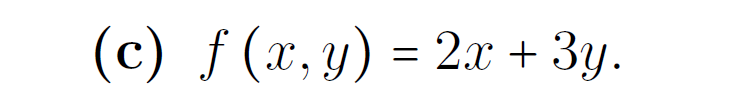 (c) f (x, y) = 2x + 3y.